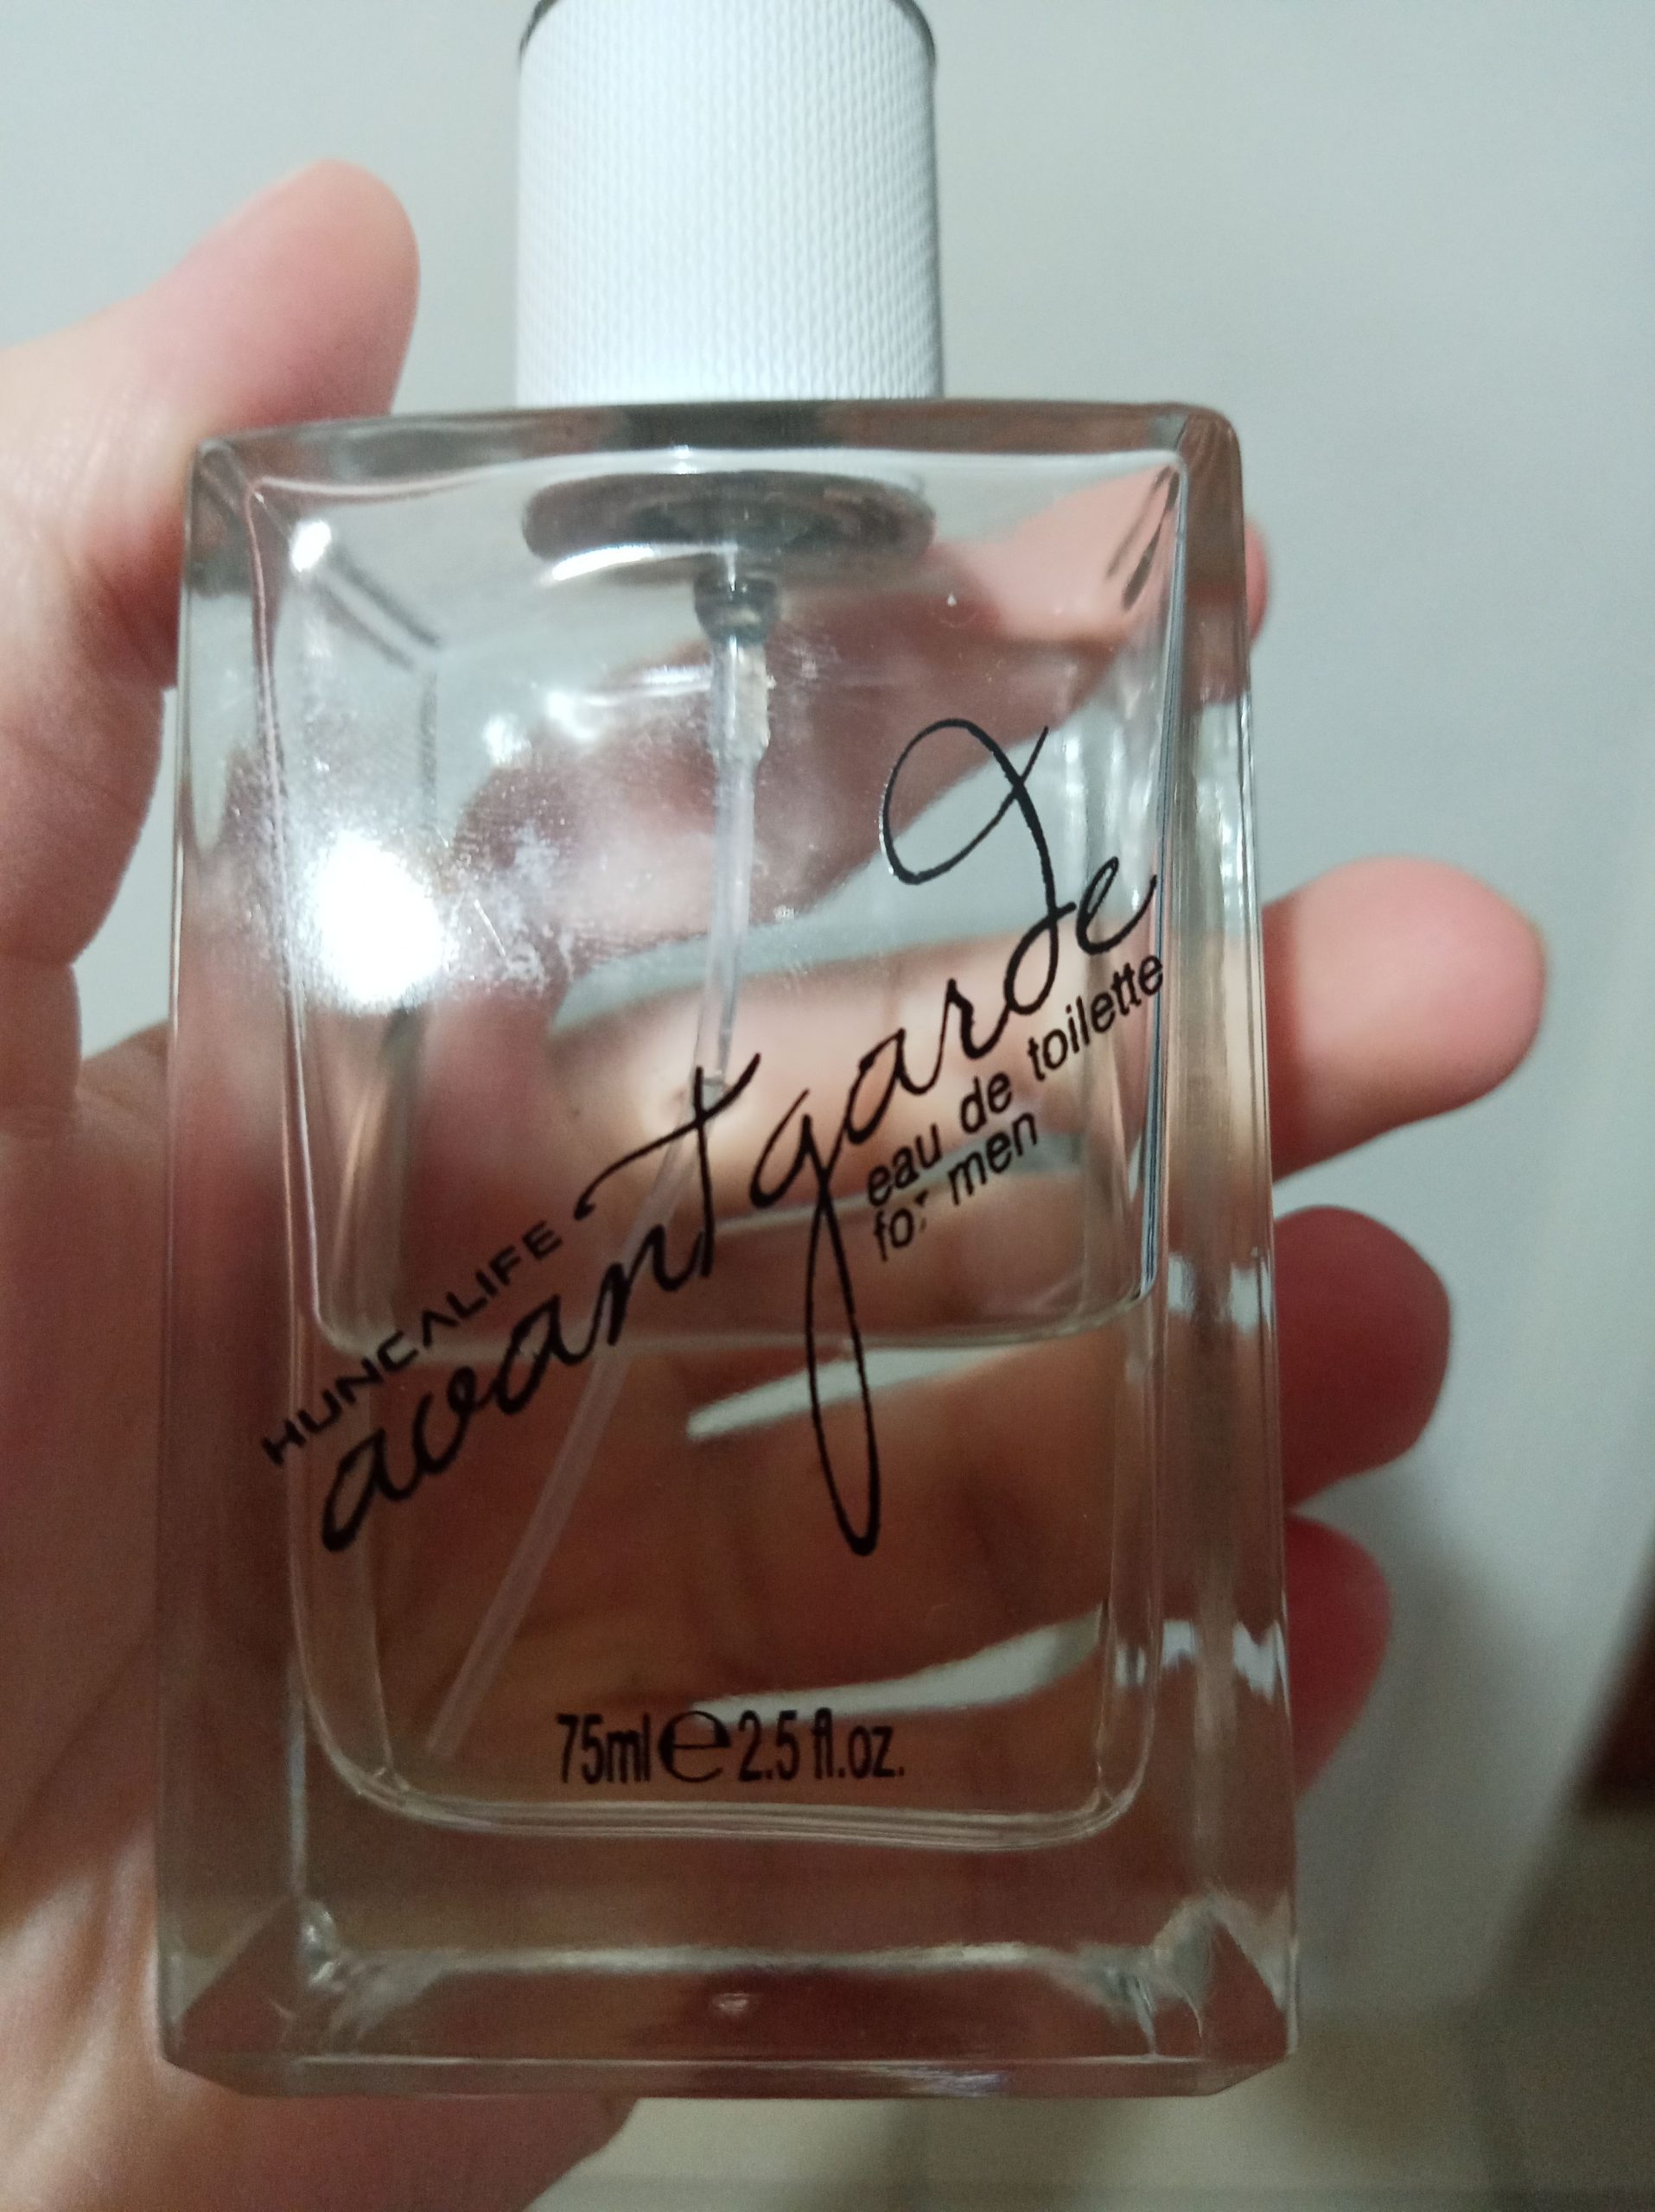 HUNCALIFE
avantgarde
eau de toilette
for men
75ml e 2.5 fl.oz.